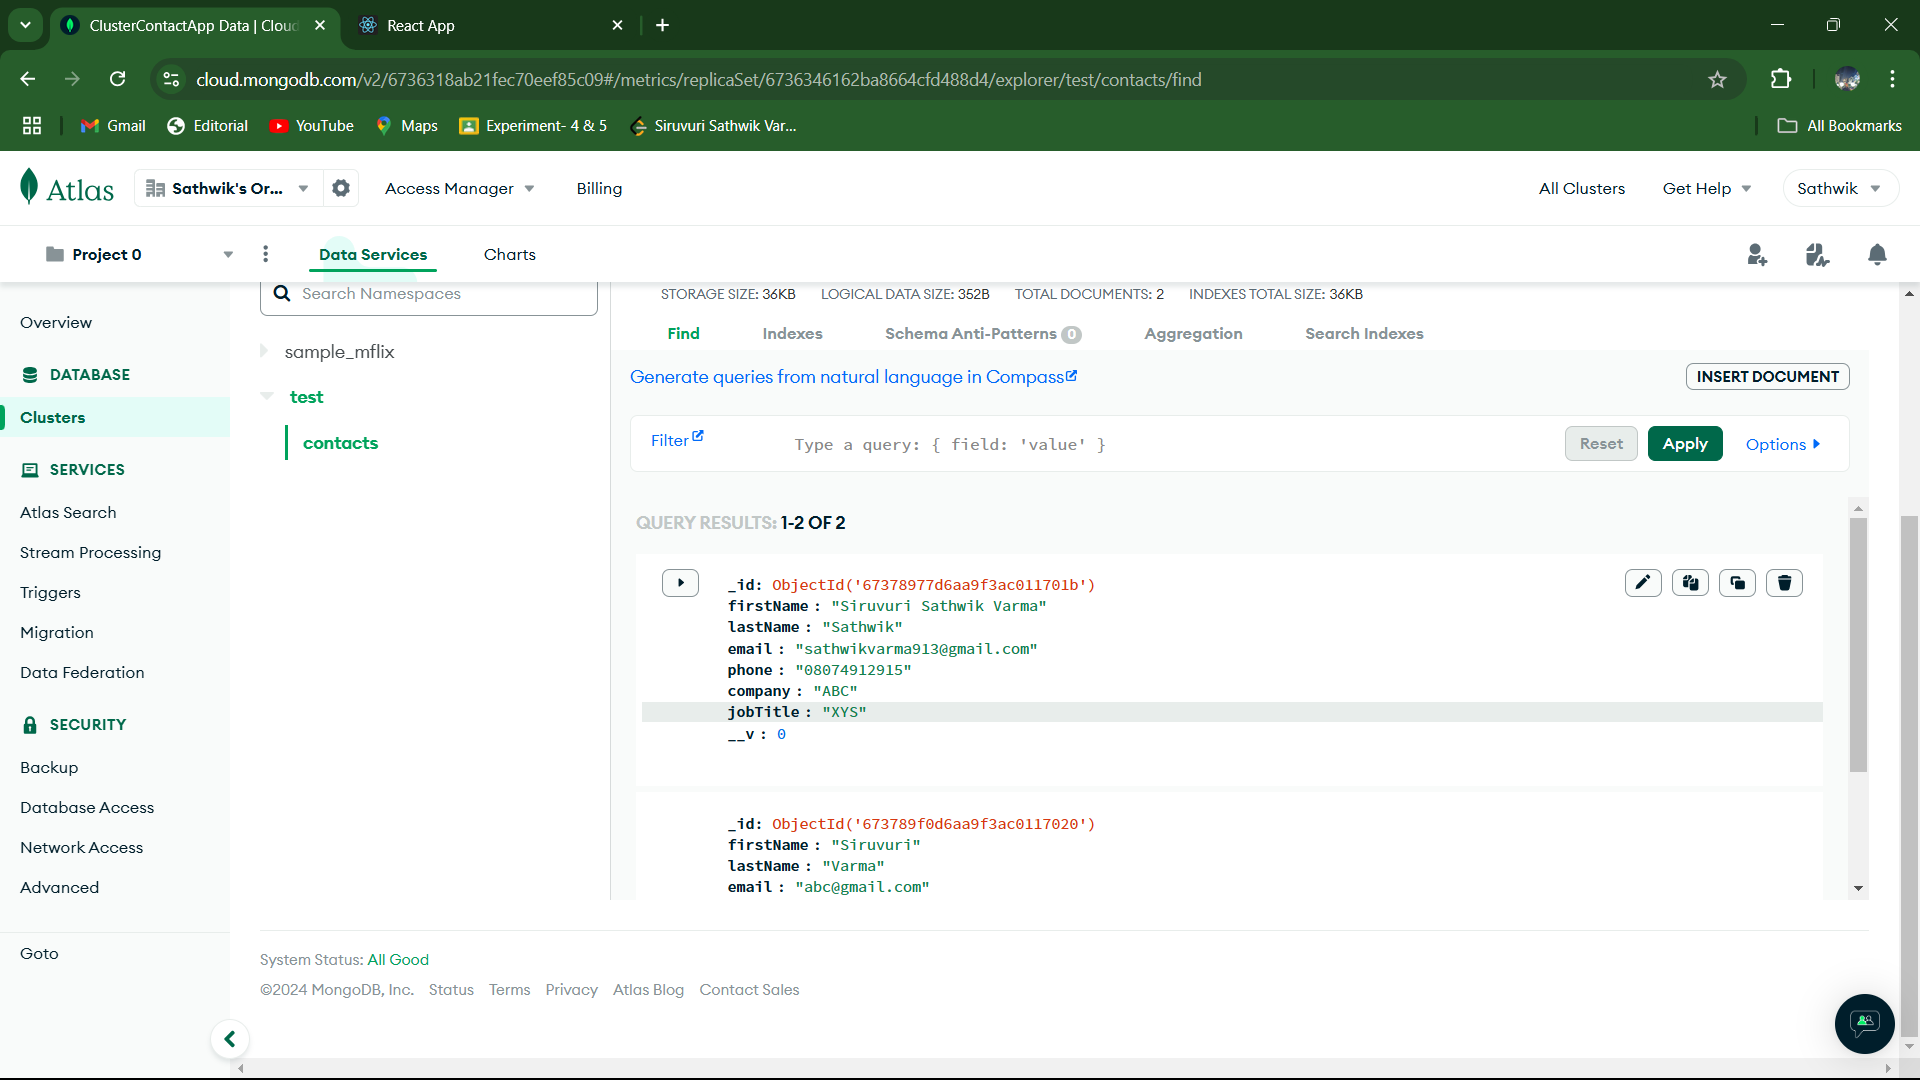 ClusterContactApp Data | Cloud
React App
cloud.mongodb.com/v2/6736318ab21fec70eef85c09#/metrics/replicaSet/6736346162ba8664cfd488d4/explorer/test/contacts/find
Gmail
Editorial
YouTube
Maps
Experiment- 4 & 5
Siruvuri Sathwik Var...
All Bookmarks
Atlas
Sathwik's Or...
Access Manager
Billing
All Clusters
Get Help
Sathwik
Project 0
Data Services
Charts
Overview
DATABASE
Clusters
SERVICES
Atlas Search
Stream Processing
Triggers
Migration
Data Federation
SECURITY
Backup
Database Access
Network Access
Advanced
Goto
Search Namespaces
sample_mflix
test
contacts
STORAGE SIZE: 36KB LOGICAL DATA SIZE: 352B TOTAL DOCUMENTS: 2 INDEXES TOTAL SIZE: 36KB
Find
Indexes
Schema Anti-Patterns 0
Aggregation
Search Indexes
Generate queries from natural language in Compass
INSERT DOCUMENT
Filter
Type a query: { field: 'value' }
Reset
Apply
Options
QUERY RESULTS: 1-2 OF 2
_id: ObjectId('67378977d6aa9f3ac011701b')
firstName : "Siruvuri Sathwik Varma"
lastName : "Sathwik"
email : "sathwikvarma913@gmail.com"
phone : "08074912915"
company : "ABC"
jobTitle : "XYS"
__v : 0
_id: ObjectId('673789f0d6aa9f3ac0117020')
firstName : "Siruvuri"
lastName : "Varma"
email : "abc@gmail.com"
System Status: All Good
©2024 MongoDB, Inc. Status Terms Privacy Atlas Blog Contact Sales